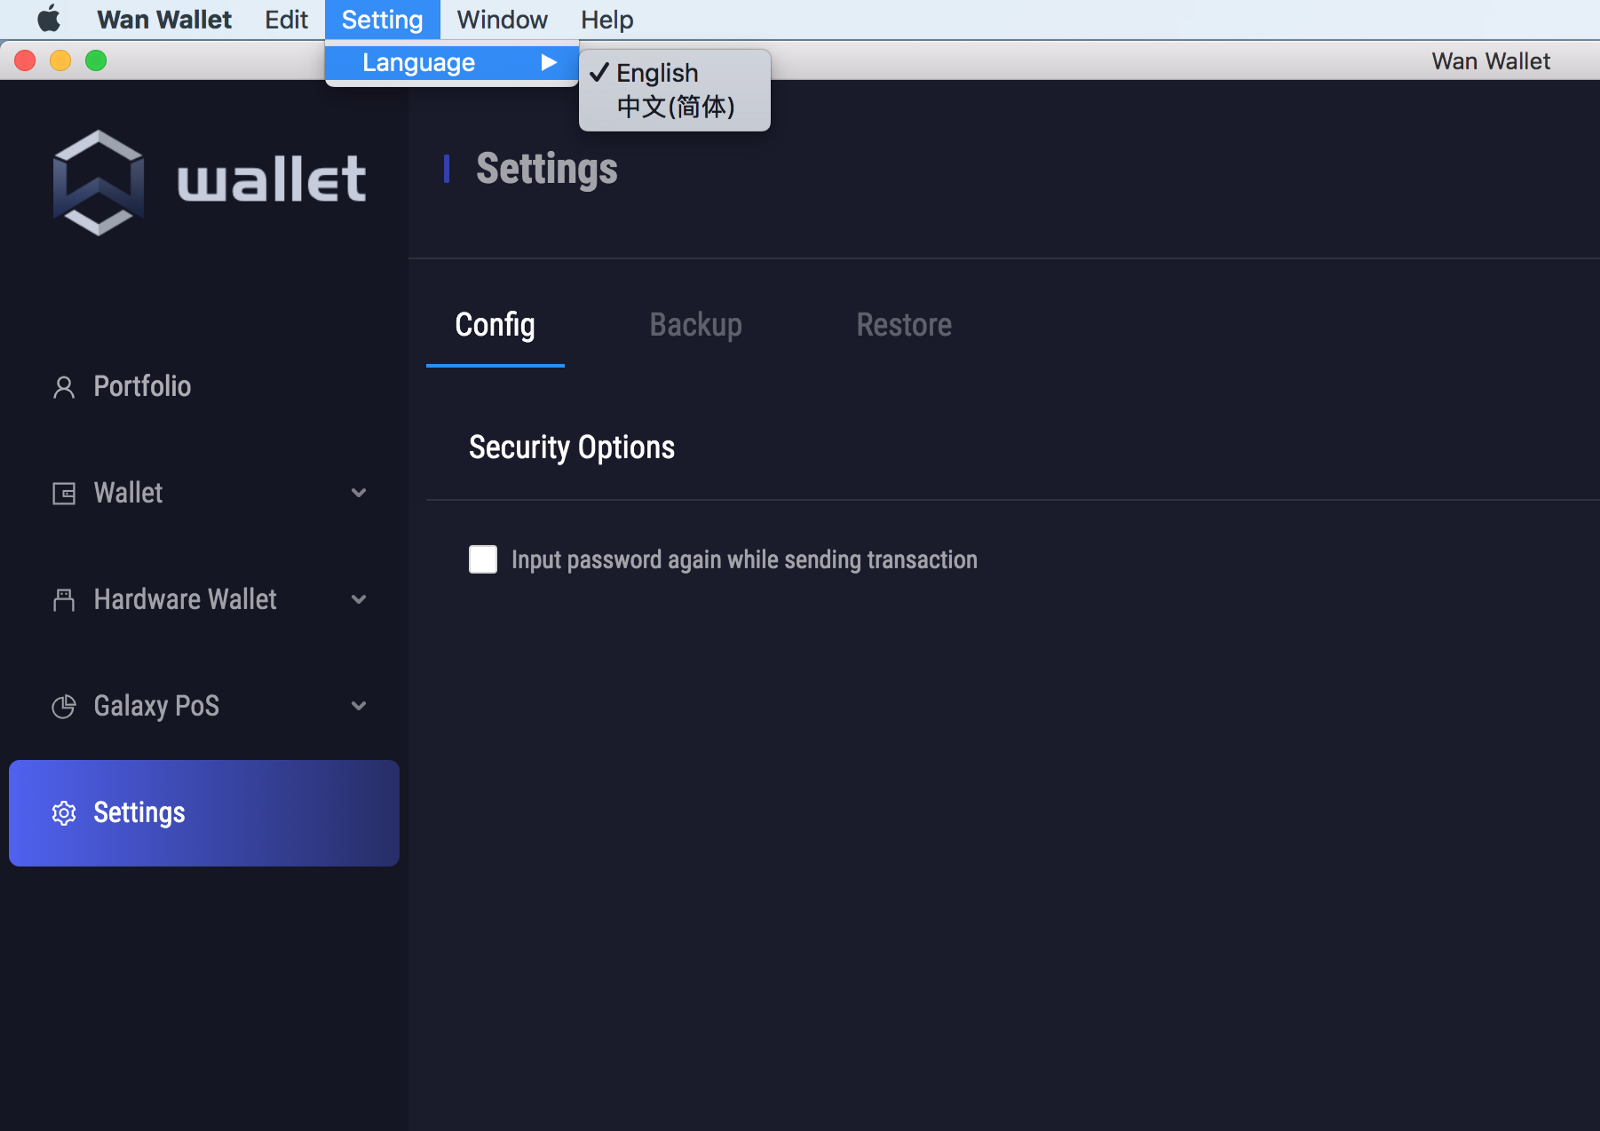 Wan Wallet Edit Setting Window Help
Wan Wallet
Language
English
中文(简体)
wallet
Settings
Config Backup Restore
Security Options
Input password again while sending transaction
Portfolio
Wallet
Hardware Wallet
Galaxy PoS
Settings